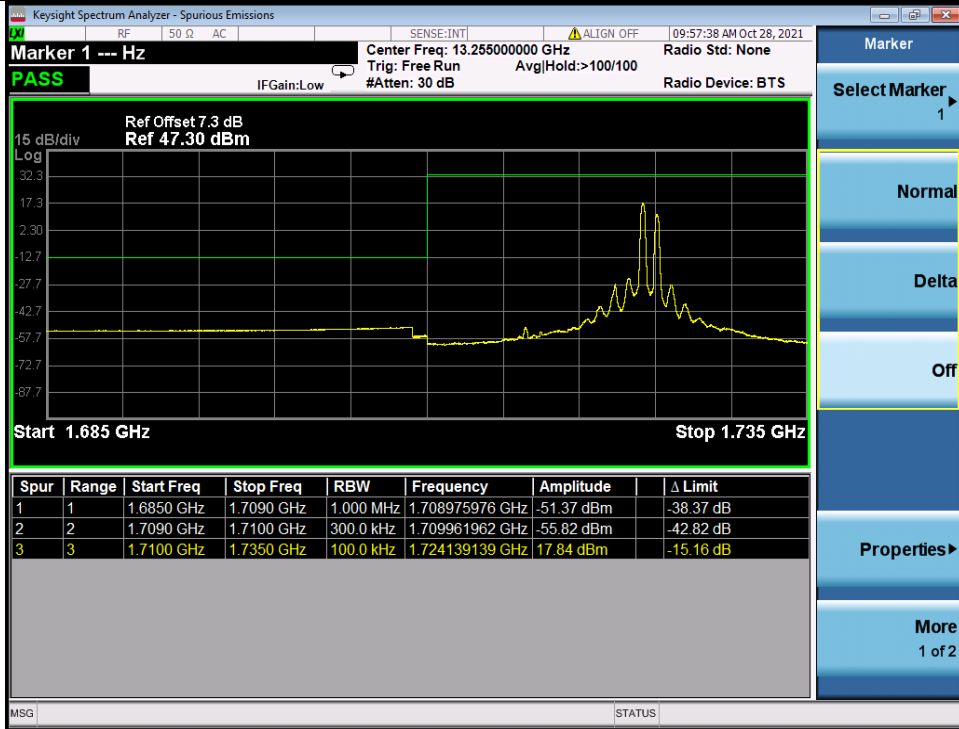 Keysight Spectrum Analyzer - Spurious Emissions
LXI RF 50 Ω AC SENSE:INT ALIGN OFF 09:57:38 AM Oct 28, 2021
Marker 1 --- Hz
PASS
IFGain:Low
Center Freq: 13.255000000 GHz
Trig: Free Run Avg|Hold:>100/100
#Atten: 30 dB
Radio Std: None
Radio Device: BTS
Ref Offset 7.3 dB
15 dB/div Ref 47.30 dBm
Log
32.3
17.3
2.30
-12.7
-27.7
-42.7
-57.7
-72.7
-87.7
Start 1.685 GHz Stop 1.735 GHz
Spur Range Start Freq Stop Freq RBW Frequency Amplitude Δ Limit
1 1 1.6850 GHz 1.7090 GHz 1.000 MHz 1.708975976 GHz -51.37 dBm -38.37 dB
2 2 1.7090 GHz 1.7100 GHz 300.0 kHz 1.709961962 GHz -55.82 dBm -42.82 dB
3 3 1.7100 GHz 1.7350 GHz 100.0 kHz 1.724139139 GHz 17.84 dBm -15.16 dB
MSG STATUS
Marker
Select Marker
1
Normal
Delta
Off
Properties
More
1 of 2